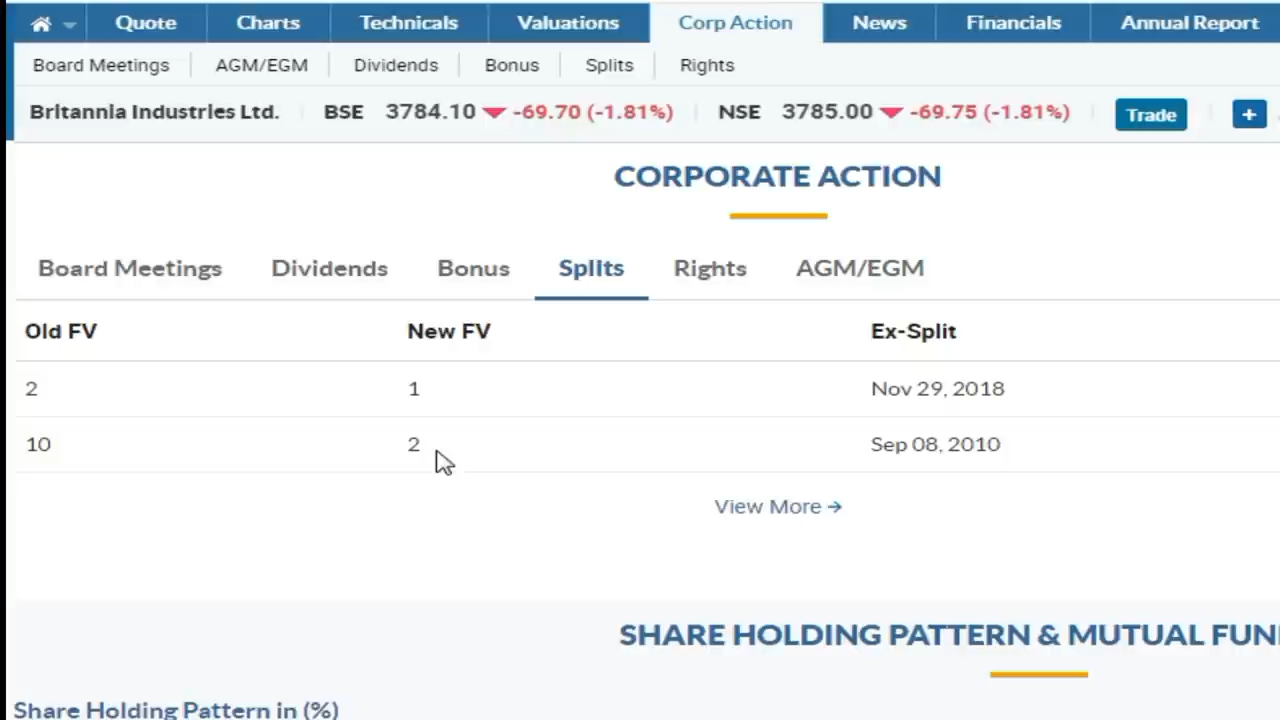 Quote Charts Technicals Valuations Corp Action News Financials Annual Report
Board Meetings AGM/EGM Dividends Bonus Splits Rights
Britannia Industries Ltd. BSE 3784.10 -69.70 (-1.81%) NSE 3785.00 -69.75 (-1.81%) Trade +
CORPORATE ACTION
Board Meetings Dividends Bonus Splits Rights AGM/EGM
Old FV New FV Ex-Split
2 1 Nov 29, 2018
10 2 Sep 08, 2010
View More →
SHARE HOLDING PATTERN & MUTUAL FUN
Share Holding Pattern in (%)